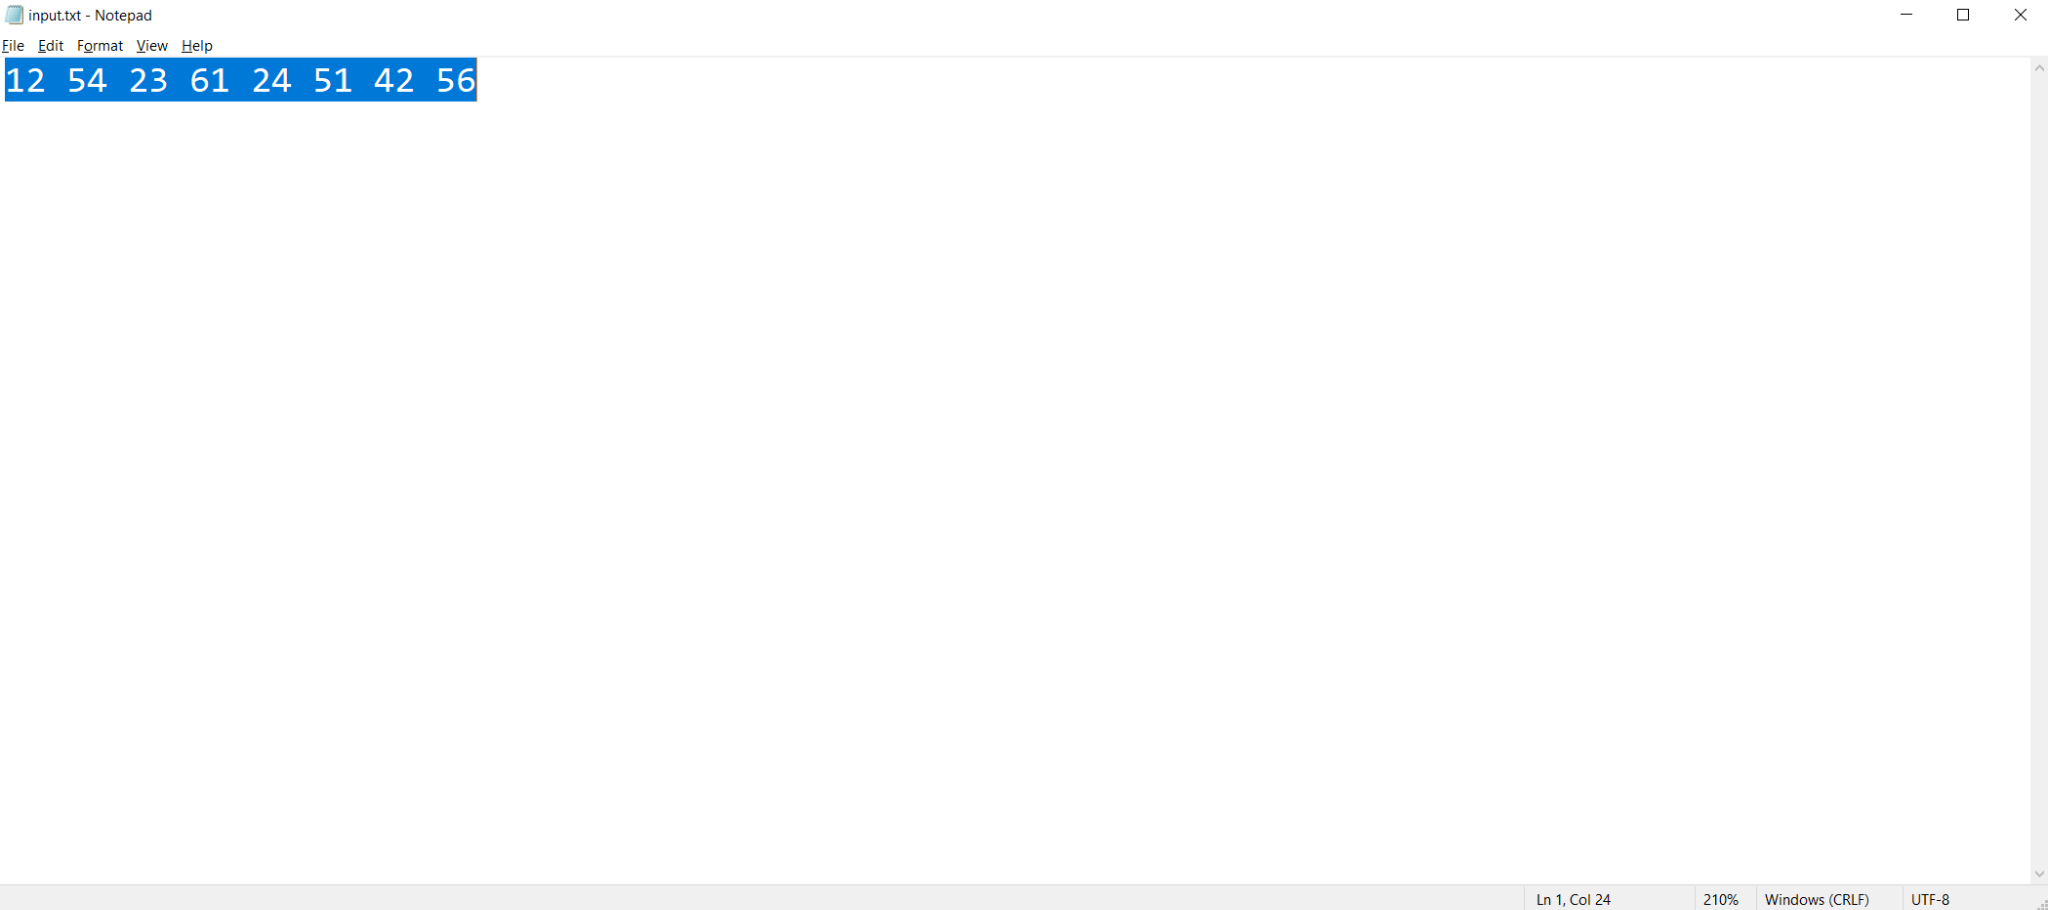 input.txt - Notepad
File Edit Format View Help
12 54 23 61 24 51 42 56
Ln 1, Col 24 210% Windows (CRLF) UTF-8